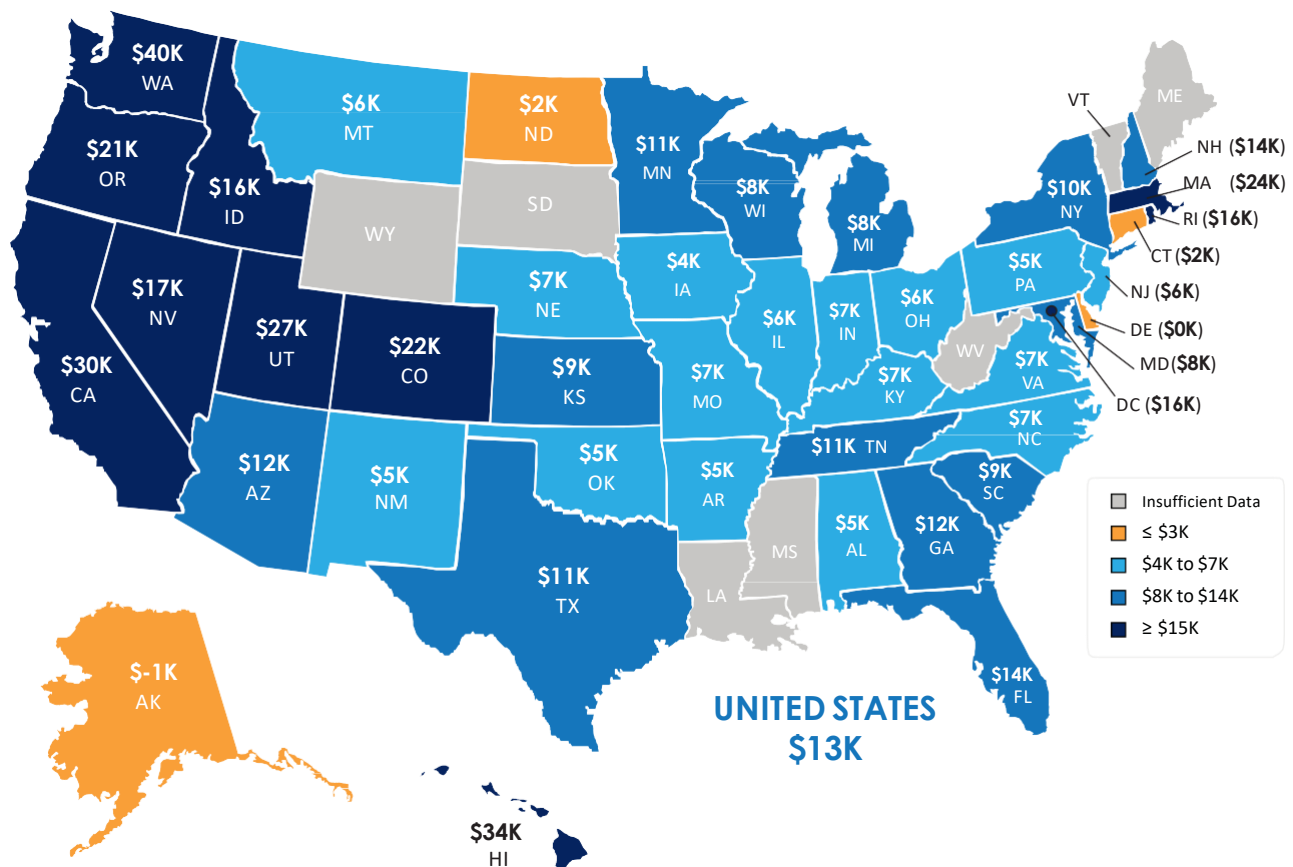 $40K
WA
$6K
MT
$2K
ND
$11K
MN
VT
ME
NH ($14K)
MA ($24K)
RI ($16K)
CT ($2K)
NJ ($6K)
DE ($0K)
MD ($8K)
DC ($16K)
$21K
OR
$16K
ID
WY
SD
$8K
WI
$8K
MI
$10K
NY
$5K
PA
$17K
NV
$27K
UT
$22K
CO
$7K
NE
$4K
IA
$6K
IL
$7K
IN
$6K
OH
WV
$7K
VA
$30K
CA
$9K
KS
$7K
MO
$7K
KY
$7K
NC
$12K
AZ
$5K
NM
$5K
OK
$5K
AR
$11K TN
$9K
SC
$11K
TX
LA
MS
$5K
AL
$12K
GA
$14K
FL
Insufficient Data
≤ $3K
$4K to $7K
$8K to $14K
≥ $15K
$-1K
AK
$34K
HI
UNITED STATES
$13K